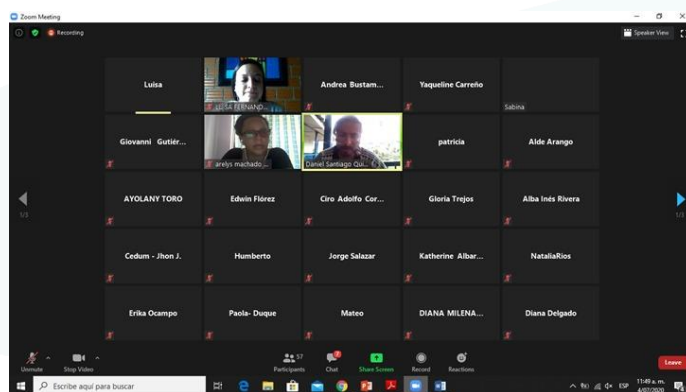 Zoom Meeting
Recording
Speaker View
Luisa
LUISA FERNAND...
Andrea Bustam...
Yaqueline Carreño
Sabina
Giovanni Gutiérr...
arelys machado ...
Daniel Santiago Qui...
patricia
Alde Arango
AYOLANY TORO
Edwin Flórez
Ciro Adolfo Cor...
Gloria Trejos
Alba Inés Rivera
1/3
1/3
Cedum - Jhon J.
Humberto
Jorge Salazar
Katherine Albar...
NataliaRios
Erika Ocampo
Paola- Duque
Mateo
DIANA MILENA...
Diana Delgado
Unmute
Stop Video
57
Participants
Chat
Share Screen
Record
Reactions
Leave
Escribe aquí para buscar
ESP
11:49 a. m.
4/07/2020